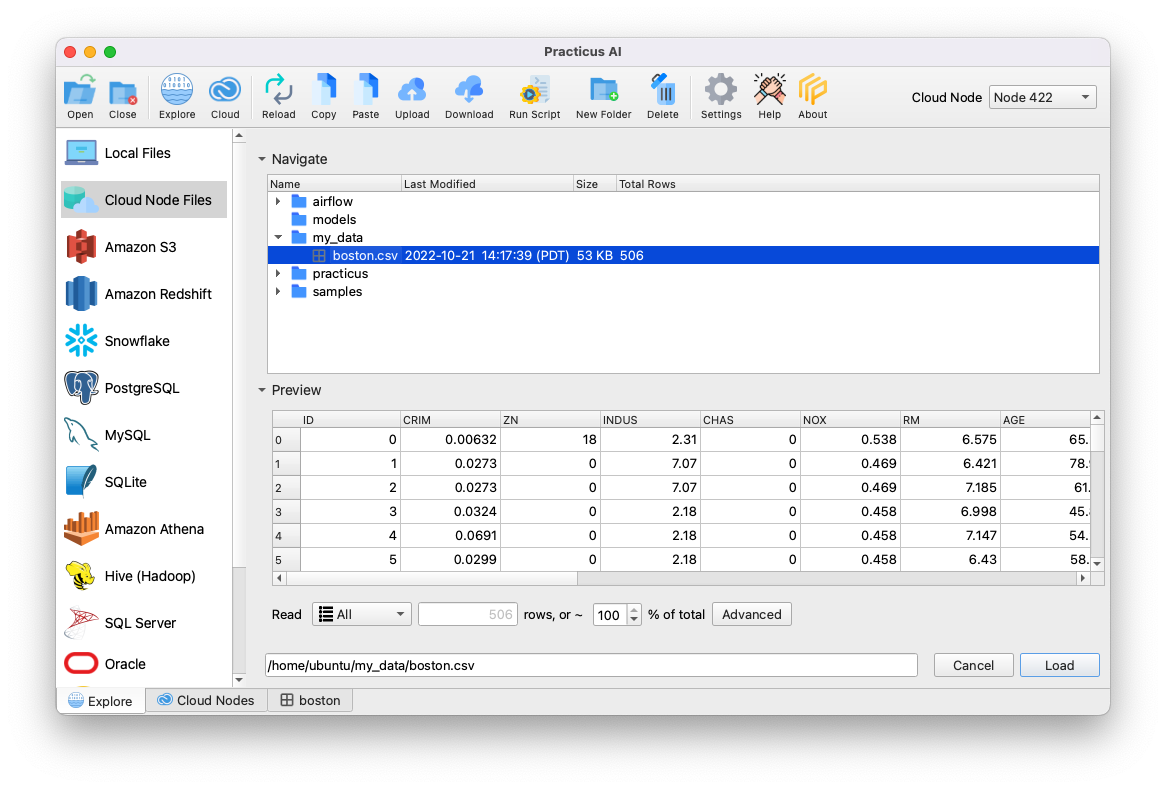 Practicus AI
Open Close Explore Cloud Reload Copy Paste Upload Download Run Script New Folder Delete Settings Help About Cloud Node Node 422
Local Files
Cloud Node Files
Amazon S3
Amazon Redshift
Snowflake
PostgreSQL
MySQL
SQLite
Amazon Athena
Hive (Hadoop)
SQL Server
Oracle
Navigate
Name Last Modified Size Total Rows
airflow
models
my_data
boston.csv 2022-10-21 14:17:39 (PDT) 53 KB 506
practicus
samples
Preview
ID CRIM ZN INDUS CHAS NOX RM AGE
0 0 0.00632 18 2.31 0 0.538 6.575 65.
1 1 0.0273 0 7.07 0 0.469 6.421 78.
2 2 0.0273 0 7.07 0 0.469 7.185 61.
3 3 0.0324 0 2.18 0 0.458 6.998 45.
4 4 0.0691 0 2.18 0 0.458 7.147 54.
5 5 0.0299 0 2.18 0 0.458 6.43 58.
Read All 506 rows, or ~ 100 % of total Advanced
/home/ubuntu/my_data/boston.csv Cancel Load
Explore Cloud Nodes boston